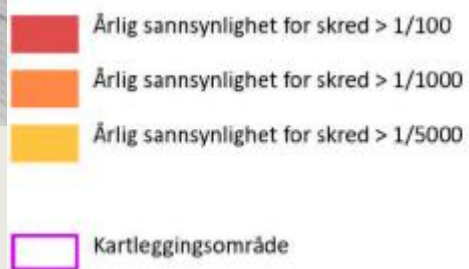 Årlig sannsynlighet for skred > 1/100
Årlig sannsynlighet for skred > 1/1000
Årlig sannsynlighet for skred > 1/5000
Kartleggingsområde